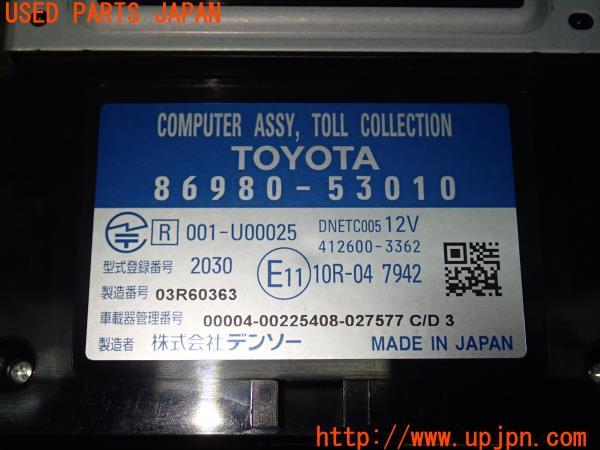 USED PARTS JAPAN
COMPUTER ASSY, TOLL COLLECTION
TOYOTA
86980-53010
R 001-U00025 DNETC005 12V
412600-3362
型式登録番号 2030 E11 10R-04 7942
製造番号 03R60363
車載器管理番号 00004-00225408-027577 C/D 3
製造者 株式会社デンソー MADE IN JAPAN
http://www.upjpn.com